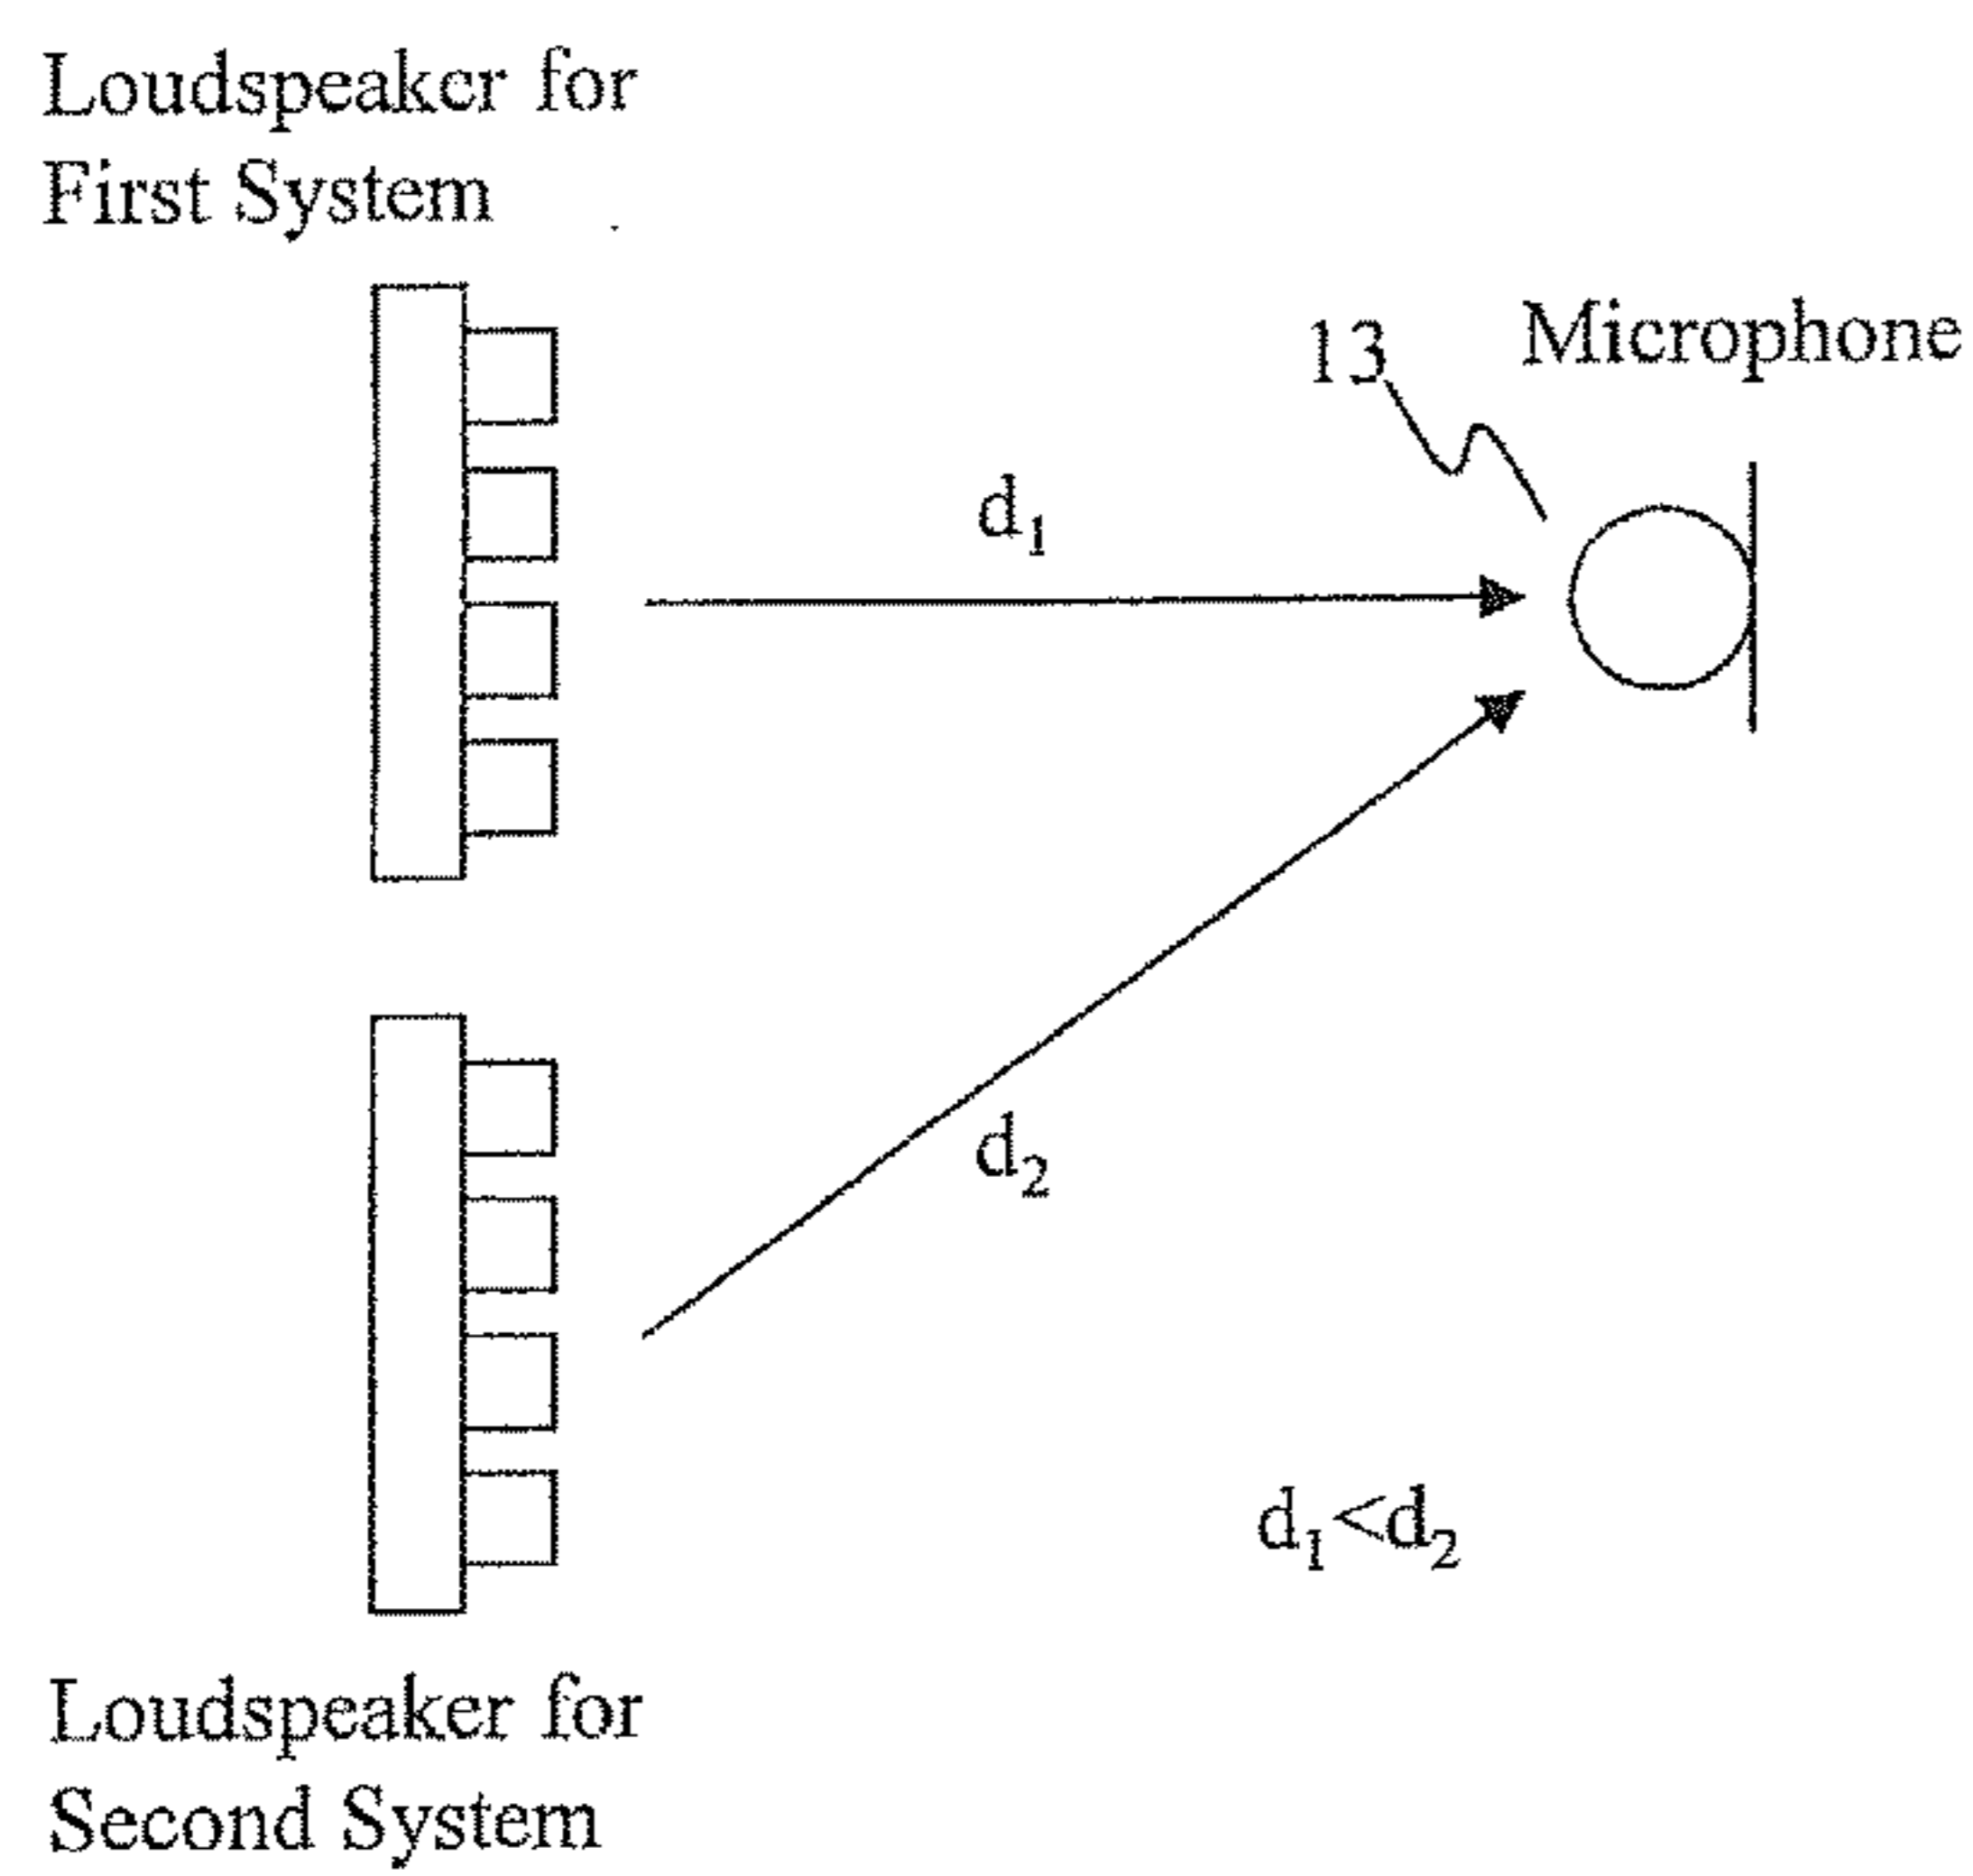 Loudspeaker for
First System
13
Microphone
d₁
d₂
d₁<d₂
Loudspeaker for
Second System